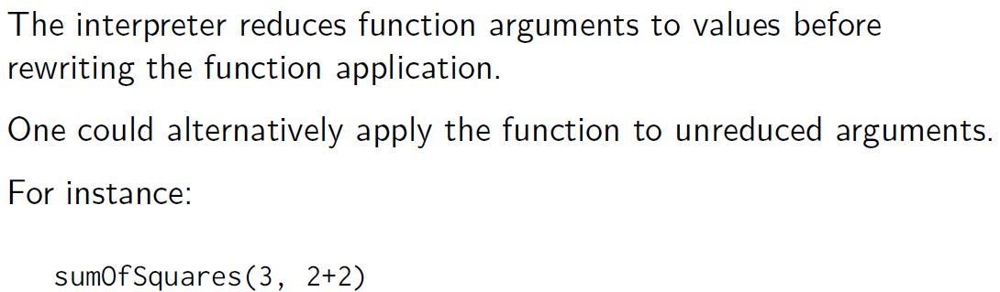 The interpreter reduces function arguments to values before
rewriting the function application.
One could alternatively apply the function to unreduced arguments.
For instance:
sumOfSquares(3, 2+2)